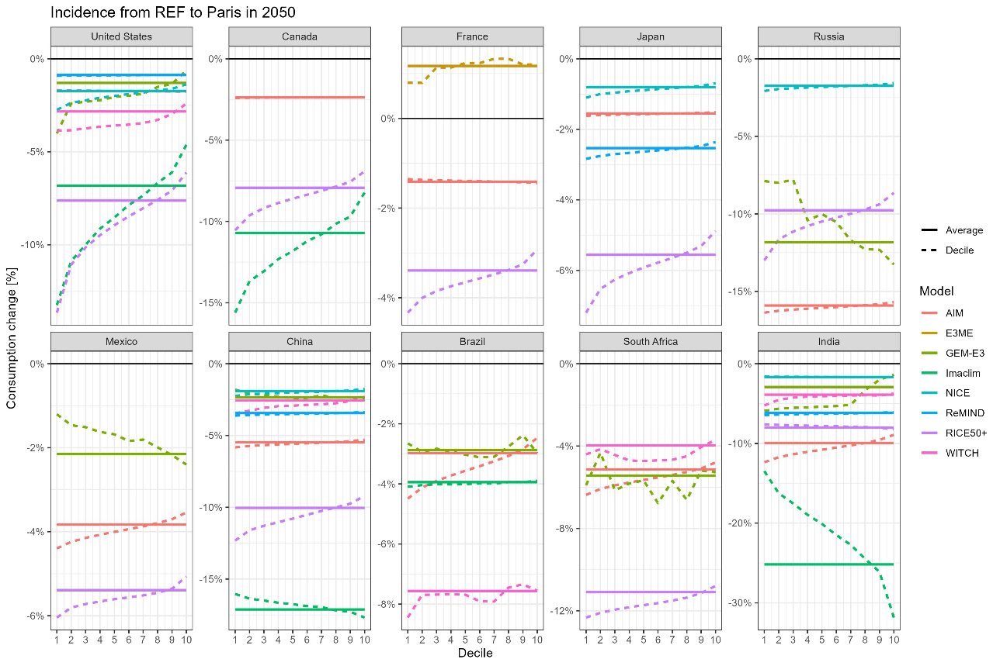 Incidence from REF to Paris in 2050
United States
Canada
France
Japan
Russia
0%
-5%
-10%
0%
-5%
-10%
-15%
0%
-2%
-4%
0%
-2%
-4%
-6%
0%
-5%
-10%
-15%
Mexico
China
Brazil
South Africa
India
0%
-2%
-4%
-6%
0%
-5%
-10%
-15%
0%
-2%
-4%
-6%
-8%
0%
-4%
-8%
-12%
0%
-10%
-20%
-30%
1 2 3 4 5 6 7 8 9 10
1 2 3 4 5 6 7 8 9 10
1 2 3 4 5 6 7 8 9 10
1 2 3 4 5 6 7 8 9 10
1 2 3 4 5 6 7 8 9 10
Decile
Consumption change [%]
Average
Decile
Model
AIM
E3ME
GEM-E3
Imaclim
NICE
ReMIND
RICE50+
WITCH